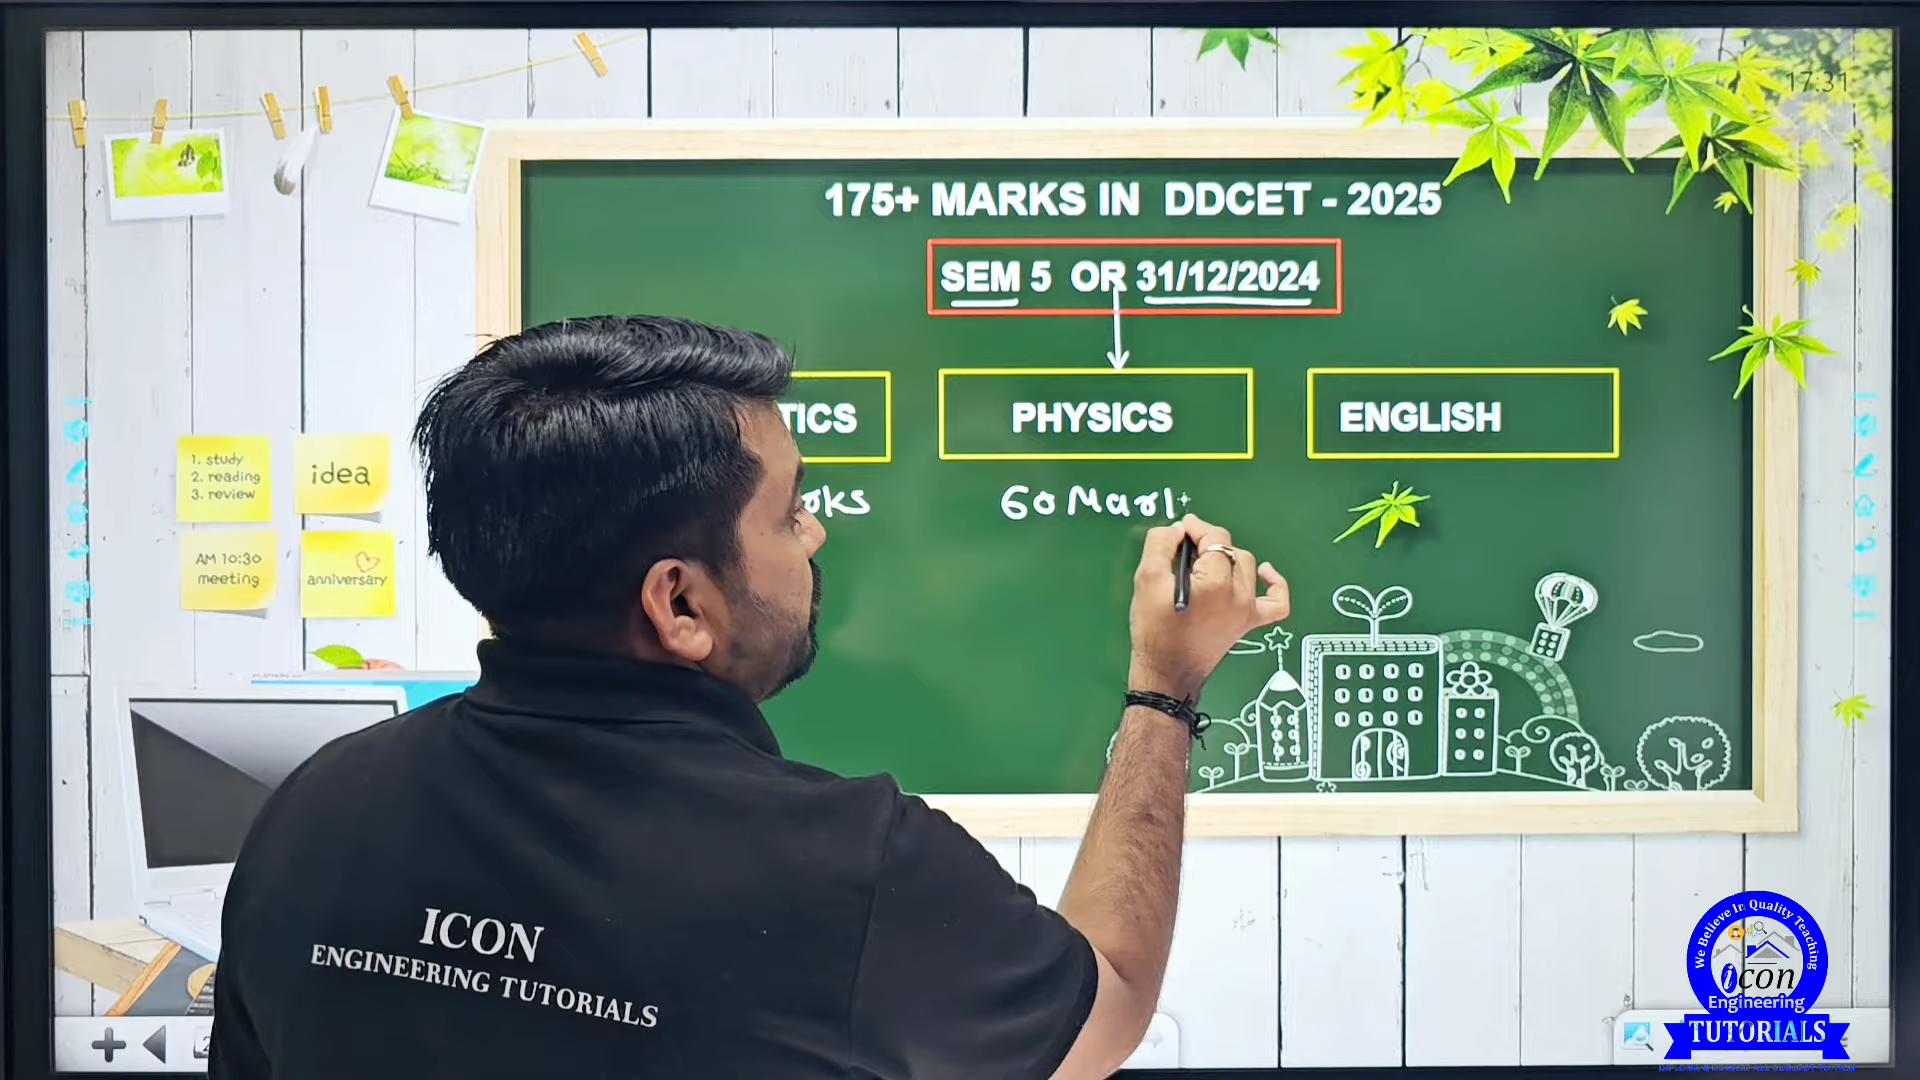 17:31
175+ MARKS IN DDCET - 2025
SEM 5 OR 31/12/2024
TICS
PHYSICS
ENGLISH
rks
60 Marl
1. study
2. reading
3. review
idea
AM 10:30
meeting
anniversary
ICON
ENGINEERING TUTORIALS
We Believe In Quality Teaching
icon
Engineering
TUTORIALS